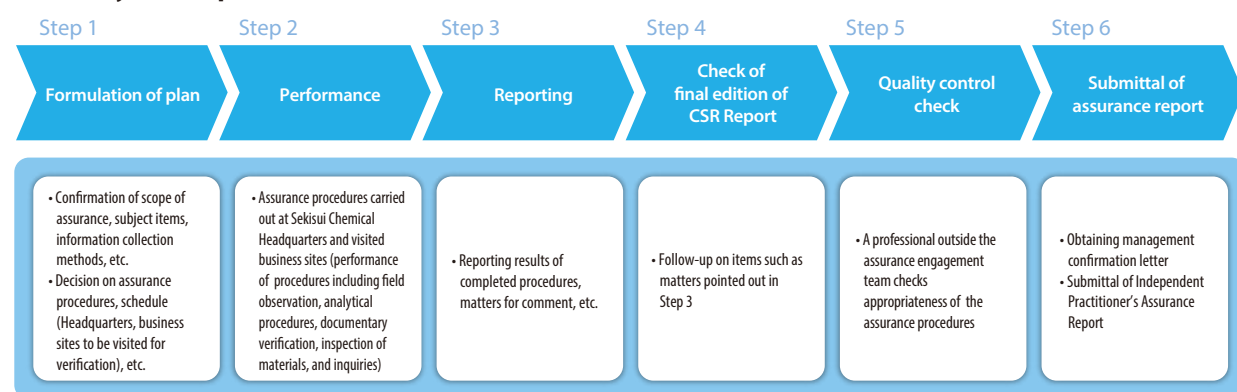 Step 1
Step 2
Step 3
Step 4
Step 5
Step 6
Formulation of plan
Performance
Reporting
Check of
final edition of
CSR Report
Quality control
check
Submittal of
assurance report
• Confirmation of scope of
assurance, subject items,
information collection
methods, etc.
• Decision on assurance
procedures, schedule
(Headquarters, business
sites to be visited for
verification), etc.
• Assurance procedures carried
out at Sekisui Chemical
Headquarters and visited
business sites (performance
of procedures including field
observation, analytical
procedures, documentary
verification, inspection of
materials, and inquiries)
• Reporting results of
completed procedures,
matters for comment, etc.
• Follow-up on items such as
matters pointed out in
Step 3
• A professional outside the
assurance engagement
team checks
appropriateness of the
assurance procedures
• Obtaining management
confirmation letter
• Submittal of Independent
Practitioner's Assurance
Report